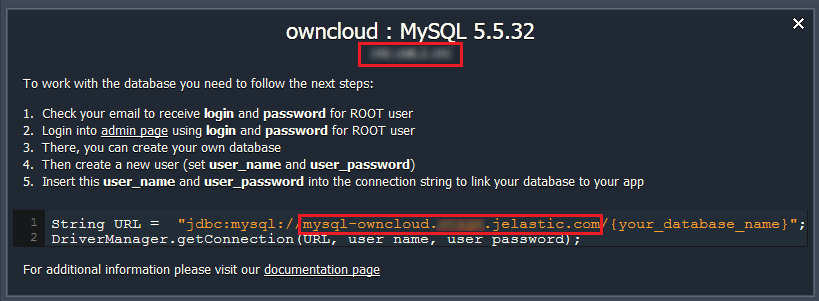 owncloud : MySQL 5.5.32
To work with the database you need to follow the next steps:
1. Check your email to receive login and password for ROOT user
2. Login into admin page using login and password for ROOT user
3. There, you can create your own database
4. Then create a new user (set user_name and user_password)
5. Insert this user_name and user_password into the connection string to link your database to your app
1 String URL = "jdbc:mysql://mysql-owncloud. .jelastic.com/{your_database_name}";
2 DriverManager.getConnection(URL, user_name, user_password);
For additional information please visit our documentation page